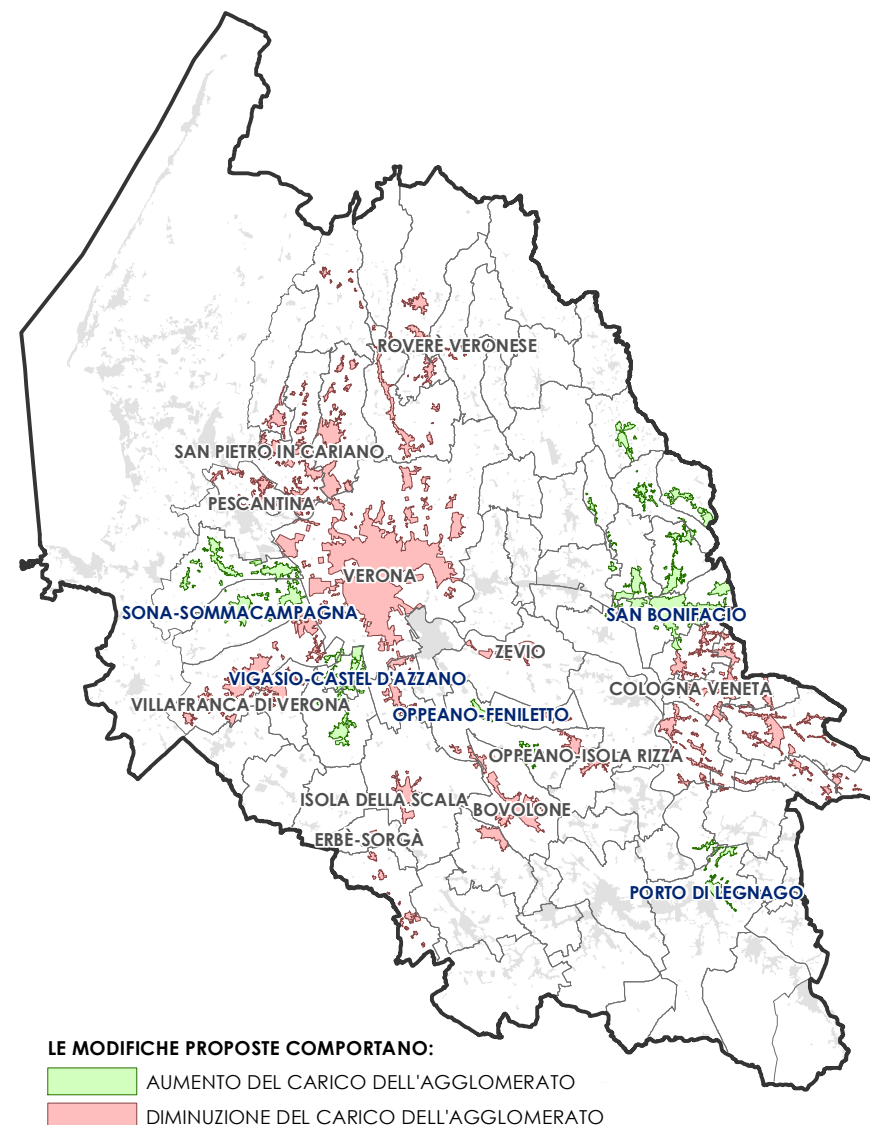 ROVERÈ VERONESE
SAN PIETRO IN CARIANO
PESCANTINA
VERONA
SONA-SOMMACAMPAGNA
SAN BONIFACIO
ZEVIO
VIGASIO-CASTEL D'AZZANO
COLOGNA VENETA
VILLAFRANCA DI VERONA
OPPEANO-FENILETTO
OPPEANO-ISOLA RIZZA
ISOLA DELLA SCALA
BOVOLONE
ERBÈ-SORGÀ
PORTO DI LEGNAGO
LE MODIFICHE PROPOSTE COMPORTANO:
AUMENTO DEL CARICO DELL'AGGLOMERATO
DIMINUZIONE DEL CARICO DELL'AGGLOMERATO